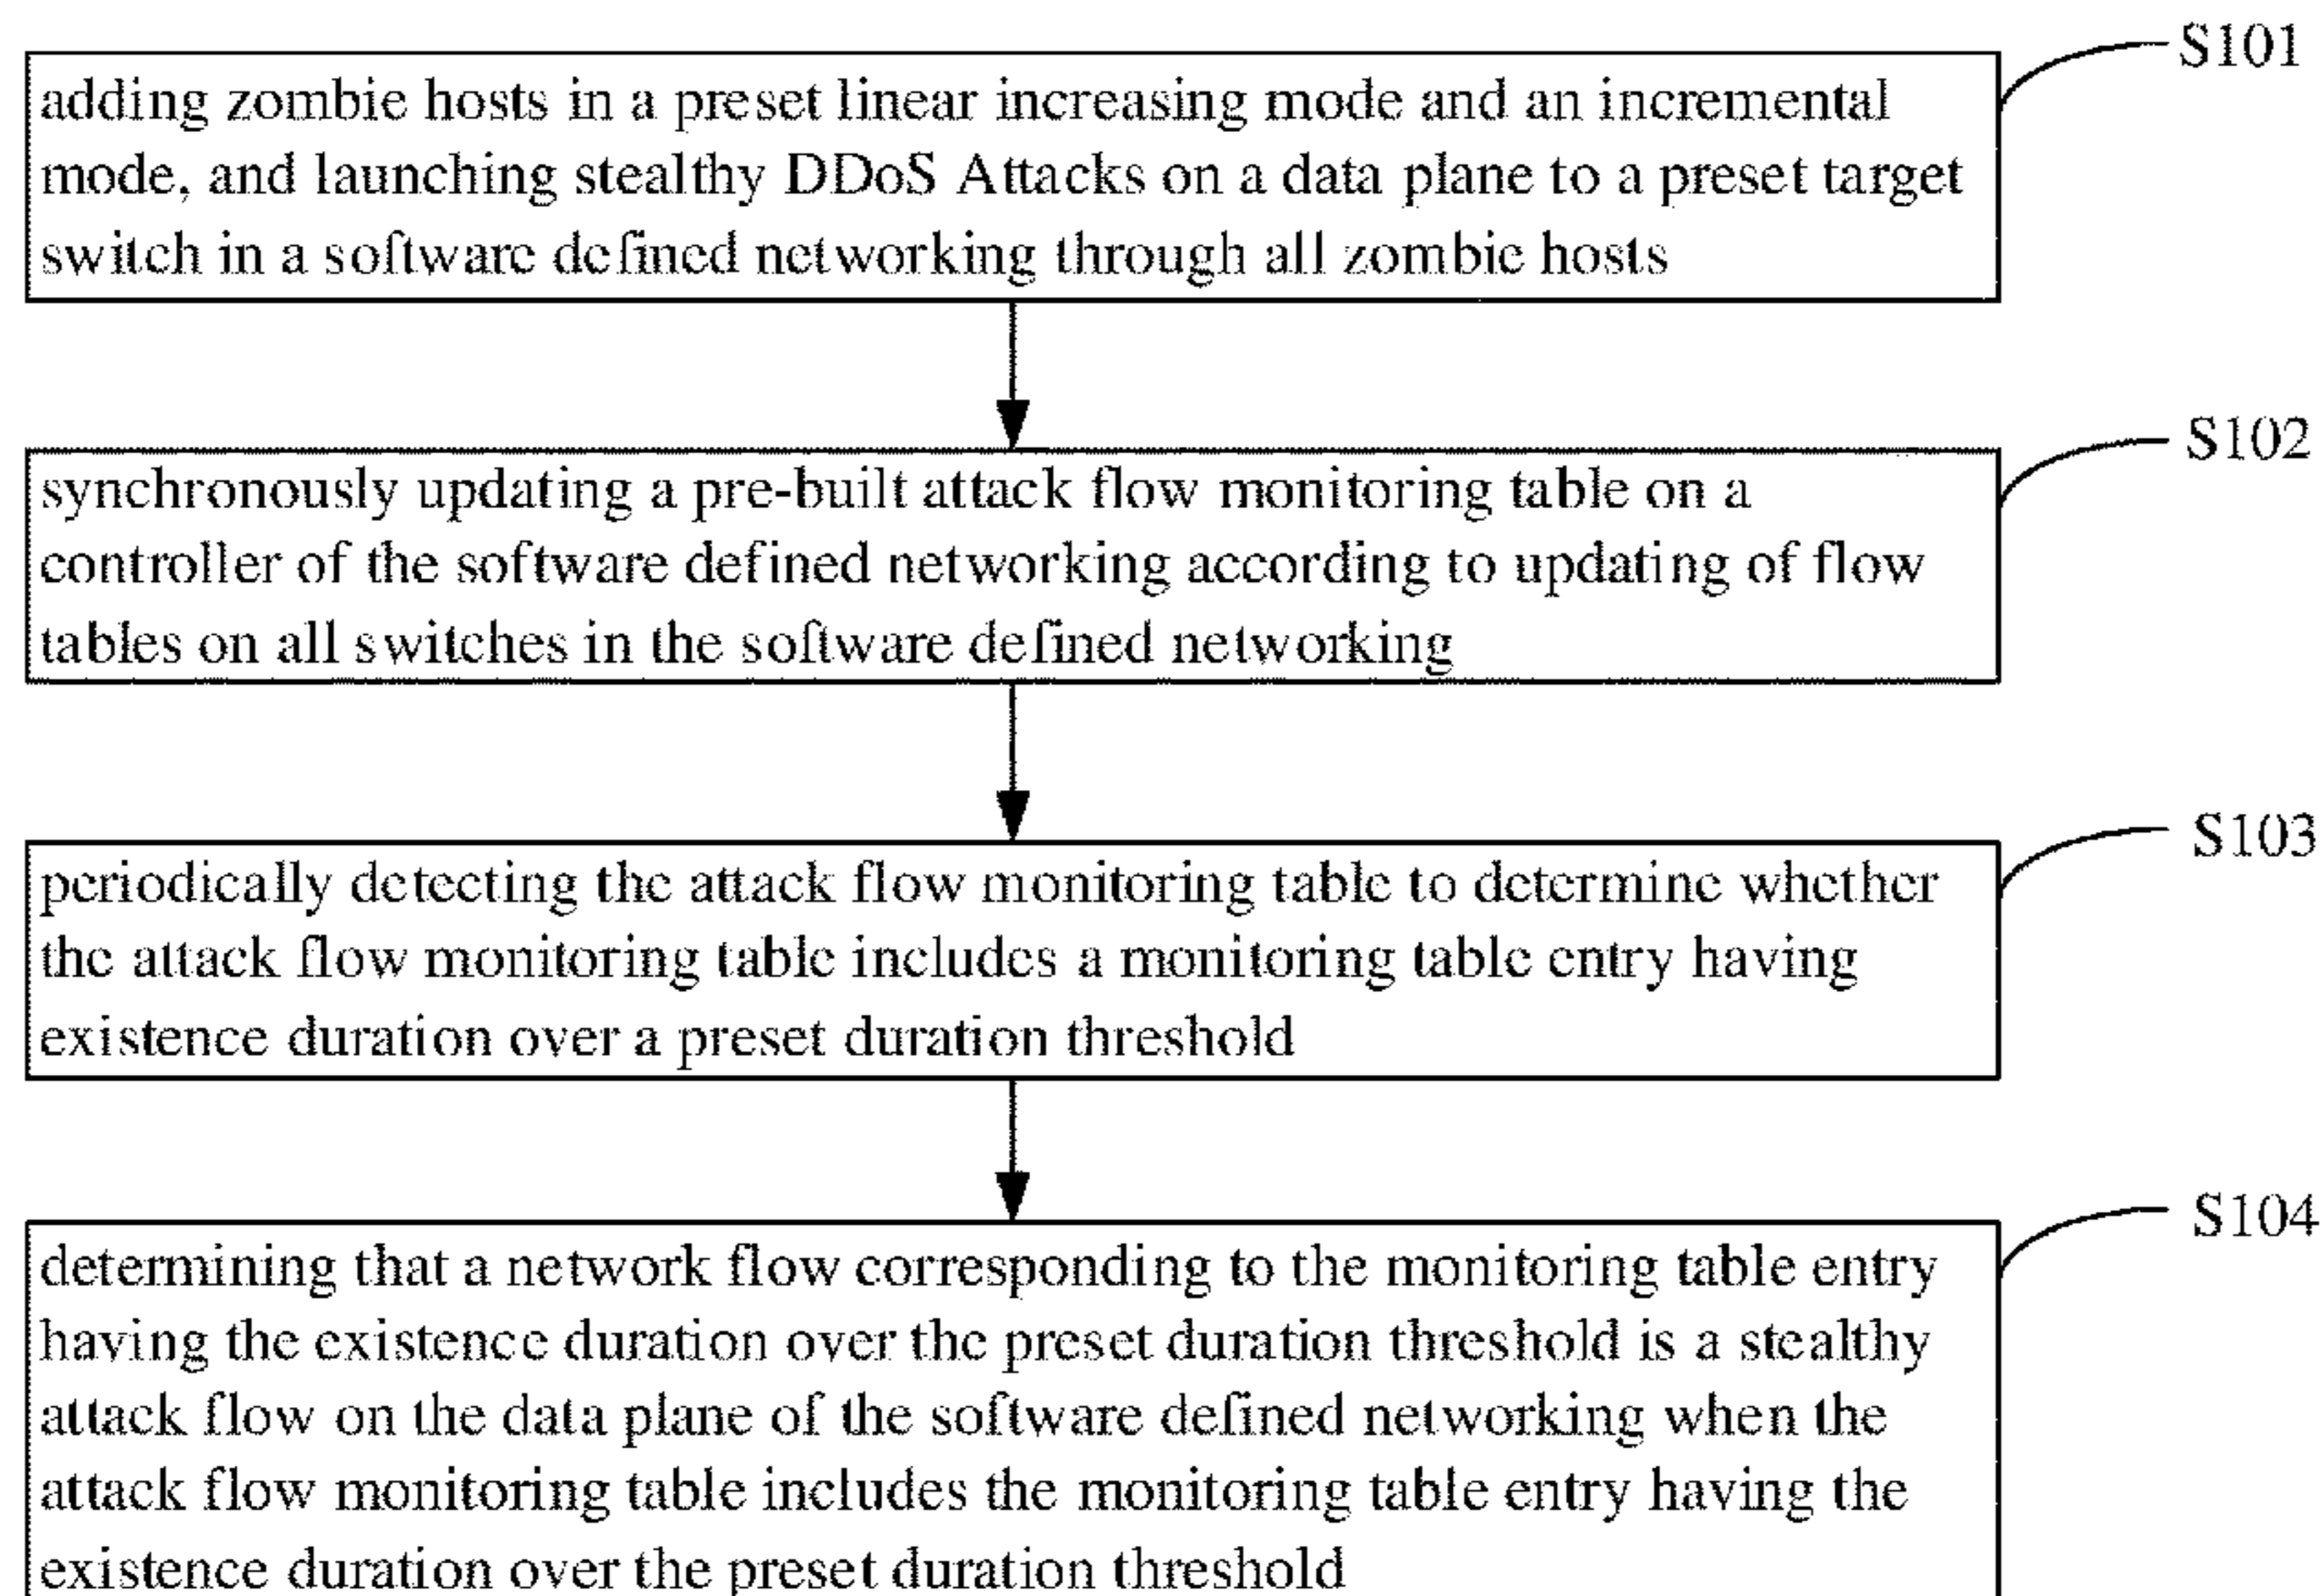 S101
adding zombie hosts in a preset linear increasing mode and an incremental
mode, and launching stealthy DDoS Attacks on a data plane to a preset target
switch in a software defined networking through all zombie hosts
S102
synchronously updating a pre-built attack flow monitoring table on a
controller of the software defined networking according to updating of flow
tables on all switches in the software defined networking
S103
periodically detecting the attack flow monitoring table to determine whether
the attack flow monitoring table includes a monitoring table entry having
existence duration over a preset duration threshold
S104
determining that a network flow corresponding to the monitoring table entry
having the existence duration over the preset duration threshold is a stealthy
attack flow on the data plane of the software defined networking when the
attack flow monitoring table includes the monitoring table entry having the
existence duration over the preset duration threshold